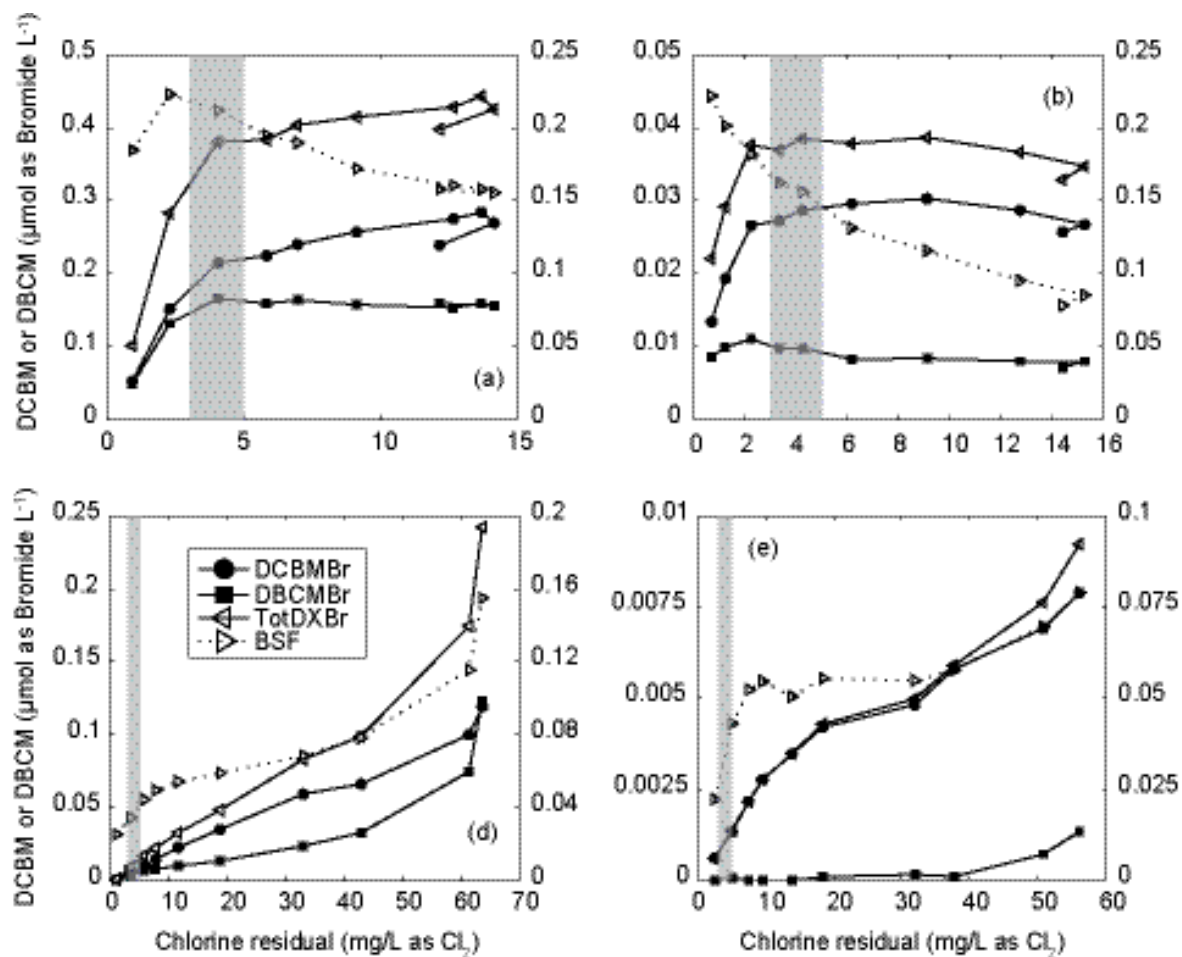 DCBM or DBCM (µmol as Bromide L-1)
0.5
0.4
0.3
0.2
0.1
0
0.25
0.2
0.15
0.1
0.05
0
0 5 10 15
(a)
0.05
0.04
0.03
0.02
0.01
0
0.25
0.2
0.15
0.1
0.05
0
0 2 4 6 8 10 12 14 16
(b)
DCBM or DBCM (µmol as Bromide L-1)
0.25
0.2
0.15
0.1
0.05
0
0.2
0.16
0.12
0.08
0.04
0
DCBMBr
DBCMBr
TotDXBr
BSF
(d)
0 10 20 30 40 50 60 70
Chlorine residual (mg/L as Cl2)
0.01
0.0075
0.005
0.0025
0
0.1
0.075
0.05
0.025
0
(e)
0 10 20 30 40 50 60
Chlorine residual (mg/L as Cl2)